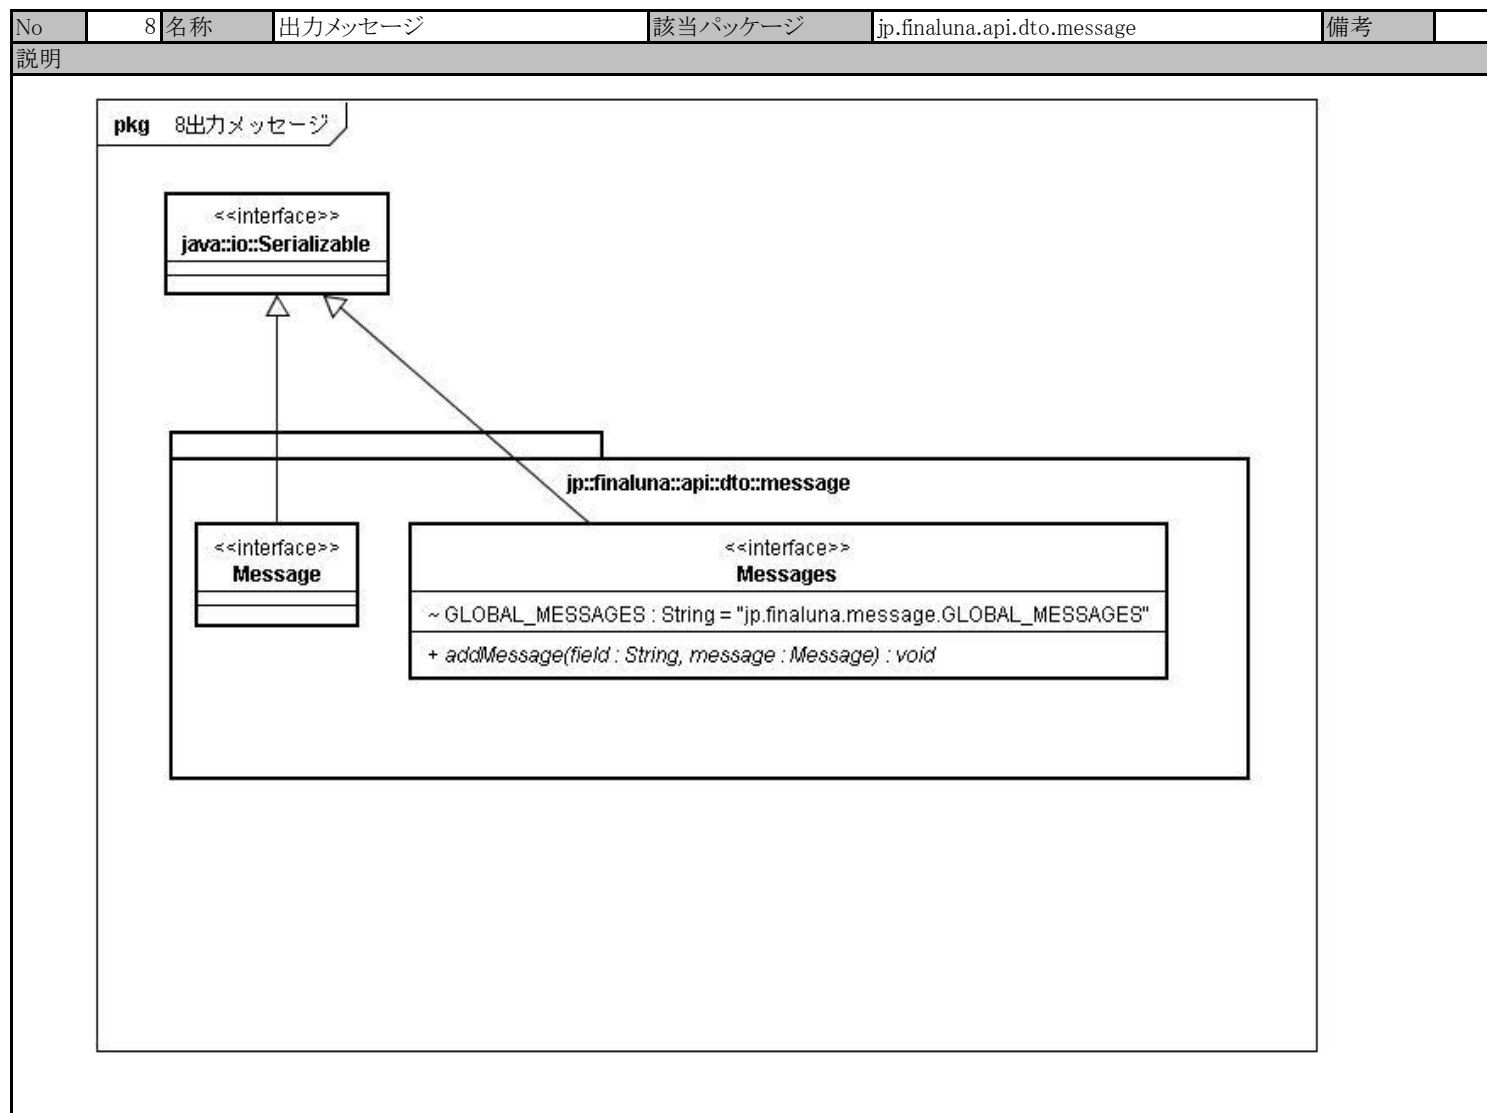 No 8 名称 出力メッセージ 該当パッケージ jp.finaluna.api.dto.message 備考
説明
pkg 8出力メッセージ
<<interface>>
java::io::Serializable
jp::finaluna::api::dto::message
<<interface>>
Message
<<interface>>
Messages
~ GLOBAL_MESSAGES : String = "jp.finaluna.message.GLOBAL_MESSAGES"
+ addMessage(field : String, message : Message) : void